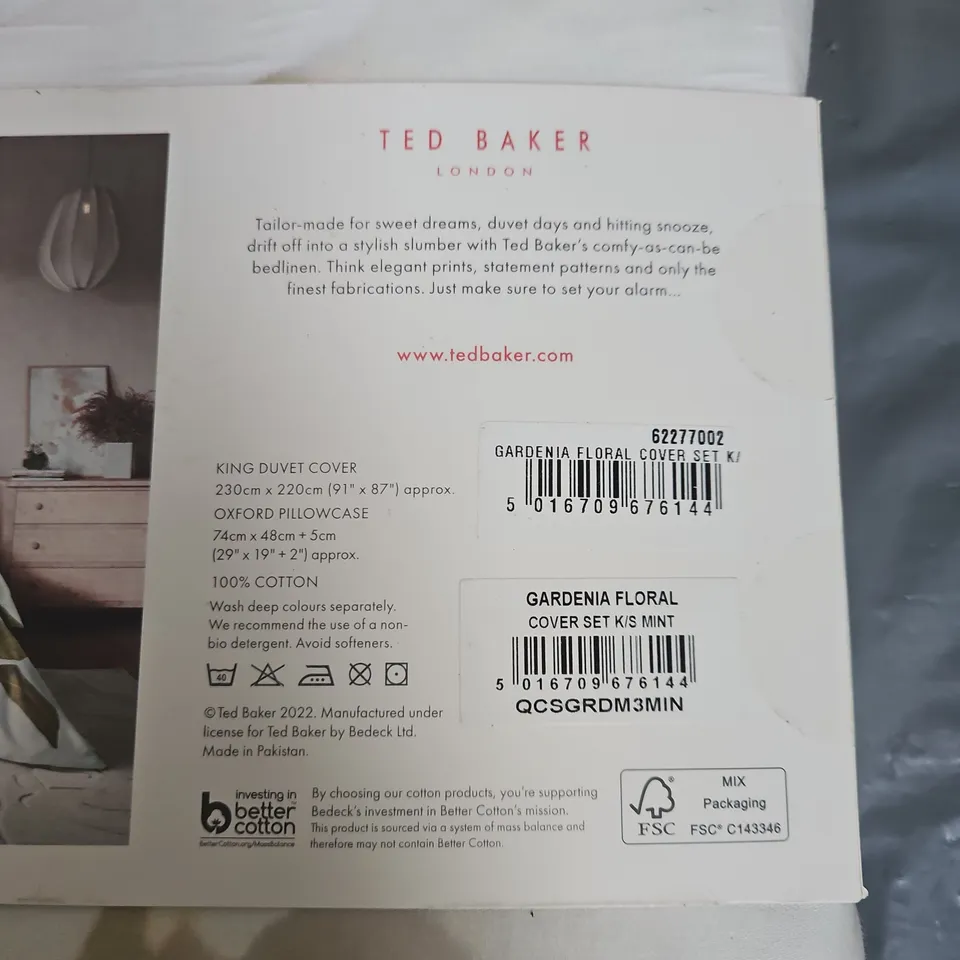 TED BAKER
LONDON
Tailor-made for sweet dreams, duvet days and hitting snooze,
drift off into a stylish slumber with Ted Baker's comfy-as-can-be
bedlinen. Think elegant prints, statement patterns and only the
finest fabrications. Just make sure to set your alarm...
www.tedbaker.com
62277002
GARDENIA FLORAL COVER SET K/
5 016709 676144
KING DUVET COVER
230cm x 220cm (91" x 87") approx.
OXFORD PILLOWCASE
74cm x 48cm + 5cm
(29" x 19" + 2") approx.
100% COTTON
Wash deep colours separately.
We recommend the use of a non-
bio detergent. Avoid softeners.
40
GARDENIA FLORAL
COVER SET K/S MINT
5 016709 676144
QCSGRDM3MIN
©Ted Baker 2022. Manufactured under
license for Ted Baker by Bedeck Ltd.
Made in Pakistan.
investing in
better
cotton™
BetterCotton.org/MassBalance
By choosing our cotton products, you're supporting
Bedeck's investment in Better Cotton's mission.
This product is sourced via a system of mass balance and
therefore may not contain Better Cotton.
FSC®
MIX
Packaging
FSC® C143346